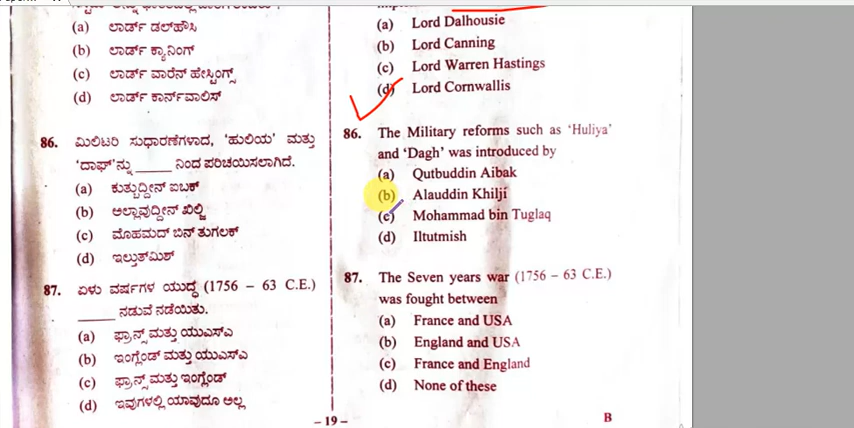 (a) ಲಾರ್ಡ್ ಡಲ್‌ಹೌಸಿ
(b) ಲಾರ್ಡ್ ಕ್ಯಾನಿಂಗ್
(c) ಲಾರ್ಡ್ ವಾರೆನ್ ಹೇಸ್ಟಿಂಗ್ಸ್
(d) ಲಾರ್ಡ್ ಕಾರ್ನ್‌ವಾಲಿಸ್
86. ಮಿಲಿಟರಿ ಸುಧಾರಣೆಗಳಾದ, ‘ಹುಲಿಯ’ ಮತ್ತು
‘ದಾಘ್’ನ್ನು _____ ನಿಂದ ಪರಿಚಯಿಸಲಾಗಿದೆ.
(a) ಕುತ್ಬುದ್ದೀನ್ ಐಬಕ್
(b) ಅಲ್ಲಾವುದ್ದೀನ್ ಖಿಲ್ಜಿ
(c) ಮೊಹಮದ್ ಬಿನ್ ತುಗಲಕ್
(d) ಇಲ್ತುತ್‌ಮಿಶ್
87. ಏಳು ವರ್ಷಗಳ ಯುದ್ಧ (1756 – 63 C.E.)
_____ ನಡುವೆ ನಡೆಯಿತು.
(a) ಫ್ರಾನ್ಸ್ ಮತ್ತು ಯುಎಸ್‌ಎ
(b) ಇಂಗ್ಲೆಂಡ್ ಮತ್ತು ಯುಎಸ್‌ಎ
(c) ಫ್ರಾನ್ಸ್ ಮತ್ತು ಇಂಗ್ಲೆಂಡ್
(d) ಇವುಗಳಲ್ಲಿ ಯಾವುದೂ ಅಲ್ಲ
(a) Lord Dalhousie
(b) Lord Canning
(c) Lord Warren Hastings
(d) Lord Cornwallis
86. The Military reforms such as ‘Huliya’
and ‘Dagh’ was introduced by
(a) Qutbuddin Aibak
(b) Alauddin Khilji
(c) Mohammad bin Tuglaq
(d) Iltutmish
87. The Seven years war (1756 – 63 C.E.)
was fought between
(a) France and USA
(b) England and USA
(c) France and England
(d) None of these
– 19 –
B